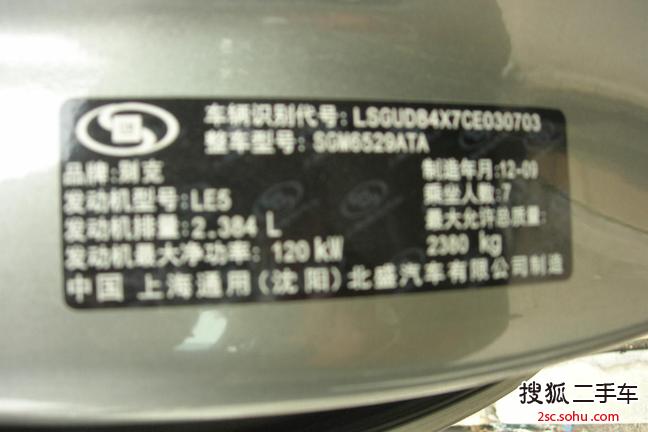 车辆识别代号: LSGUD84X7CE030703
整车型号: SGM6529ATA
品牌: 别克
制造年月: 12-09
发动机型号: LE5
乘坐人数: 7
发动机排量: 2.384 L
最大允许总质量:
发动机最大净功率: 120 kW
2380 kg
中国 上海通用(沈阳)北盛汽车有限公司制造
搜狐 二手车
2sc.sohu.com